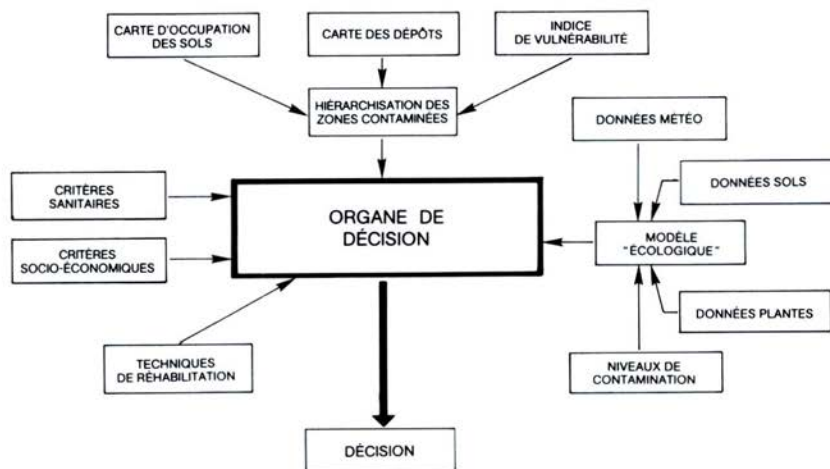 CARTE D'OCCUPATION
DES SOLS
CARTE DES DÉPÔTS
INDICE
DE VULNÉRABILITÉ
HIÉRARCHISATION DES
ZONES CONTAMINÉES
DONNÉES MÉTÉO
CRITÈRES
SANITAIRES
DONNÉES SOLS
ORGANE DE
DÉCISION
MODÈLE
"ÉCOLOGIQUE"
CRITÈRES
SOCIO-ÉCONOMIQUES
DONNÉES PLANTES
TECHNIQUES
DE RÉHABILITATION
NIVEAUX DE
CONTAMINATION
DÉCISION